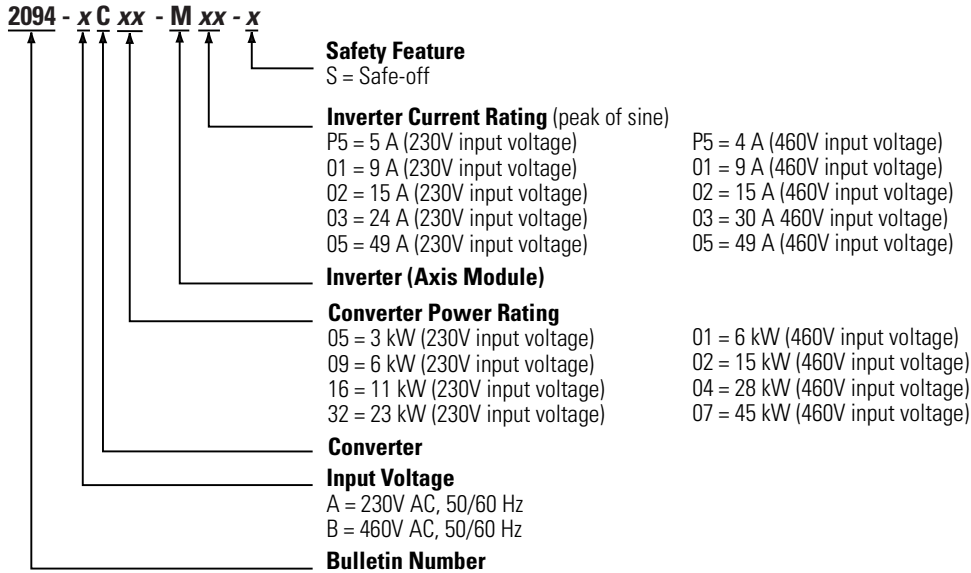 2094 - x C xx - M xx - x
Safety Feature
S = Safe-off
Inverter Current Rating (peak of sine)
P5 = 5 A (230V input voltage) P5 = 4 A (460V input voltage)
01 = 9 A (230V input voltage) 01 = 9 A (460V input voltage)
02 = 15 A (230V input voltage) 02 = 15 A (460V input voltage)
03 = 24 A (230V input voltage) 03 = 30 A 460V input voltage)
05 = 49 A (230V input voltage) 05 = 49 A (460V input voltage)
Inverter (Axis Module)
Converter Power Rating
05 = 3 kW (230V input voltage) 01 = 6 kW (460V input voltage)
09 = 6 kW (230V input voltage) 02 = 15 kW (460V input voltage)
16 = 11 kW (230V input voltage) 04 = 28 kW (460V input voltage)
32 = 23 kW (230V input voltage) 07 = 45 kW (460V input voltage)
Converter
Input Voltage
A = 230V AC, 50/60 Hz
B = 460V AC, 50/60 Hz
Bulletin Number